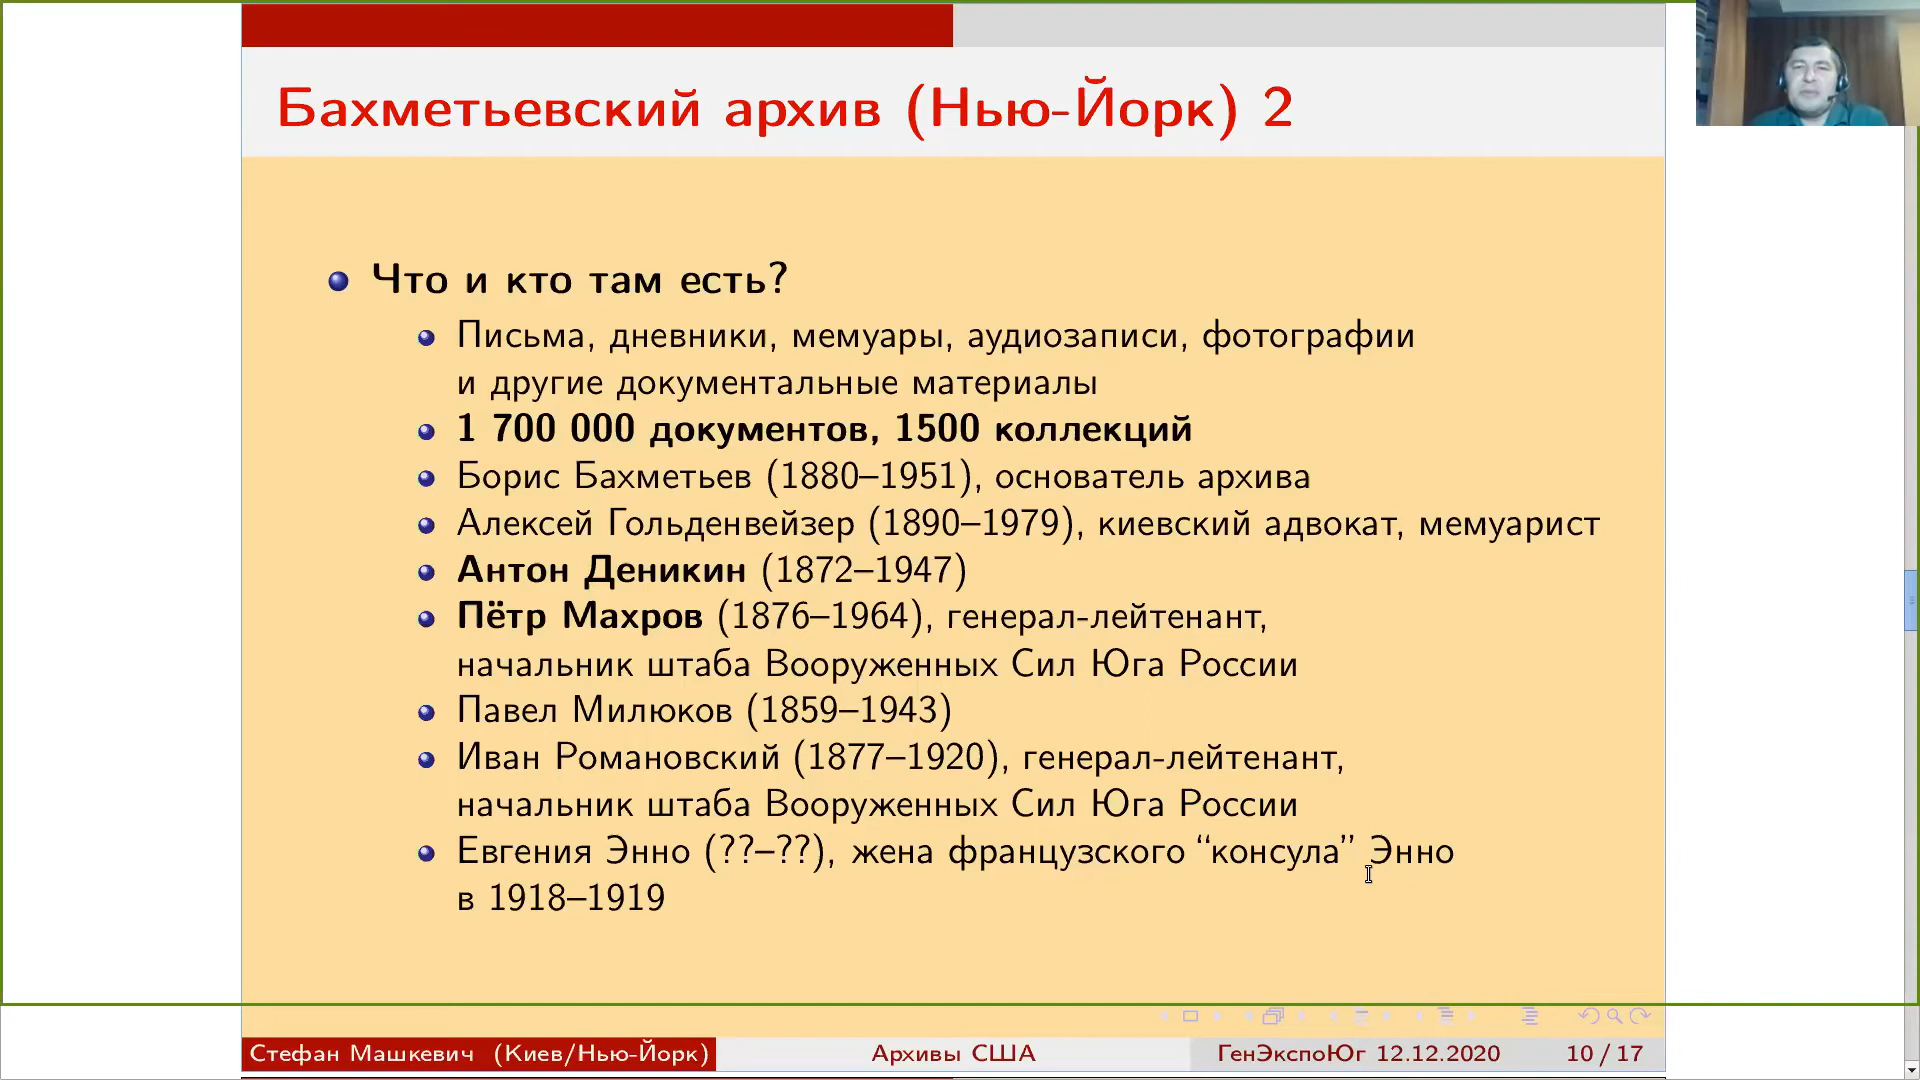 Бахметьевский архив (Нью-Йорк) 2
Что и кто там есть?
Письма, дневники, мемуары, аудиозаписи, фотографии
и другие документальные материалы
1 700 000 документов, 1500 коллекций
Борис Бахметьев (1880–1951), основатель архива
Алексей Гольденвейзер (1890–1979), киевский адвокат, мемуарист
Антон Деникин (1872–1947)
Пётр Махров (1876–1964), генерал-лейтенант,
начальник штаба Вооруженных Сил Юга России
Павел Милюков (1859–1943)
Иван Романовский (1877–1920), генерал-лейтенант,
начальник штаба Вооруженных Сил Юга России
Евгения Энно (??–??), жена французского “консула” Энно
в 1918–1919
Стефан Машкевич (Киев/Нью-Йорк) Архивы США ГенЭкспоЮг 12.12.2020 10 / 17